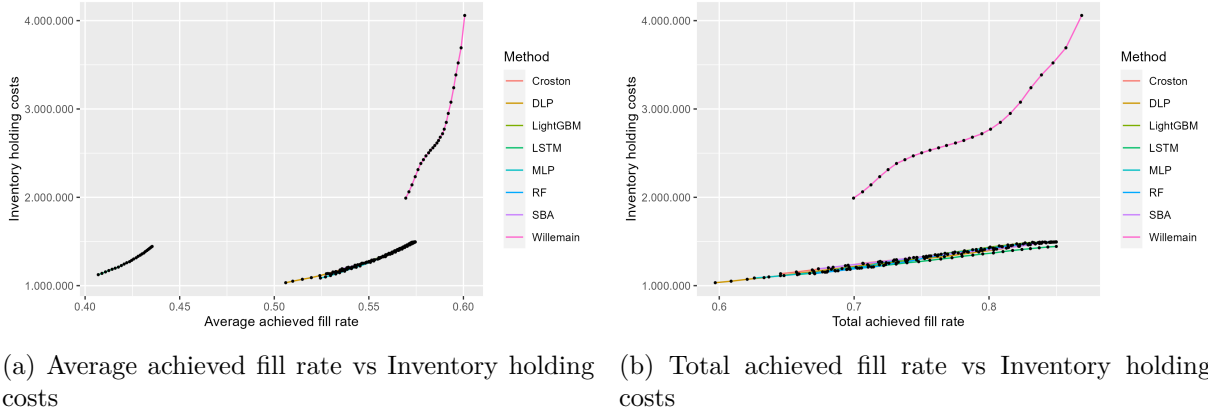 4.000.000
3.000.000
2.000.000
1.000.000
Inventory holding costs
0.40 0.45 0.50 0.55 0.60
Average achieved fill rate
Method
Croston
DLP
LightGBM
LSTM
MLP
RF
SBA
Willemain
4.000.000
3.000.000
2.000.000
1.000.000
Inventory holding costs
0.6 0.7 0.8
Total achieved fill rate
Method
Croston
DLP
LightGBM
LSTM
MLP
RF
SBA
Willemain
(a) Average achieved fill rate vs Inventory holding
costs
(b) Total achieved fill rate vs Inventory holding
costs